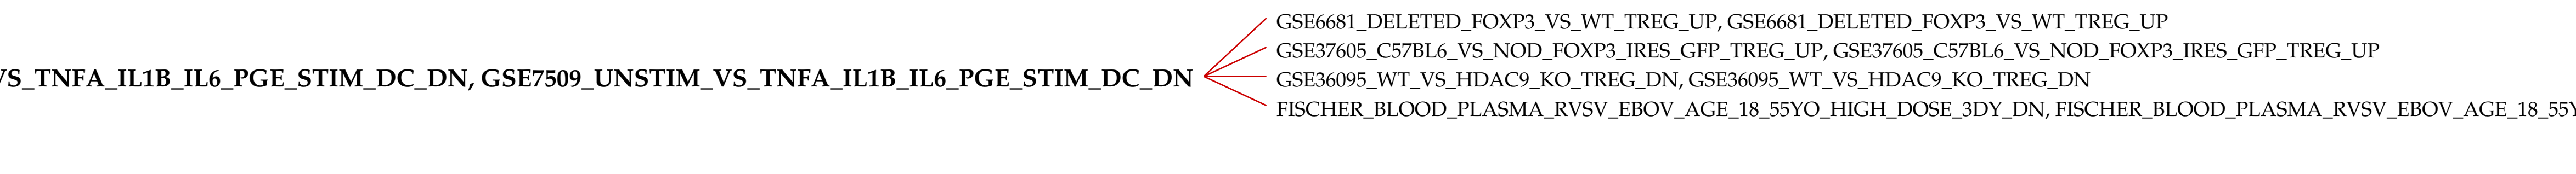 GSE6681_DELETED_FOXP3_VS_WT_TREG_UP, GSE6681_DELETED_FOXP3_VS_WT_TREG_UP
GSE37605_C57BL6_VS_NOD_FOXP3_IRES_GFP_TREG_UP, GSE37605_C57BL6_VS_NOD_FOXP3_IRES_GFP_TREG_UP
VS_TNFA_IL1B_IL6_PGE_STIM_DC_DN, GSE7509_UNSTIM_VS_TNFA_IL1B_IL6_PGE_STIM_DC_DN
GSE36095_WT_VS_HDAC9_KO_TREG_DN, GSE36095_WT_VS_HDAC9_KO_TREG_DN
FISCHER_BLOOD_PLASMA_RVSV_EBOV_AGE_18_55YO_HIGH_DOSE_3DY_DN, FISCHER_BLOOD_PLASMA_RVSV_EBOV_AGE_18_55Y